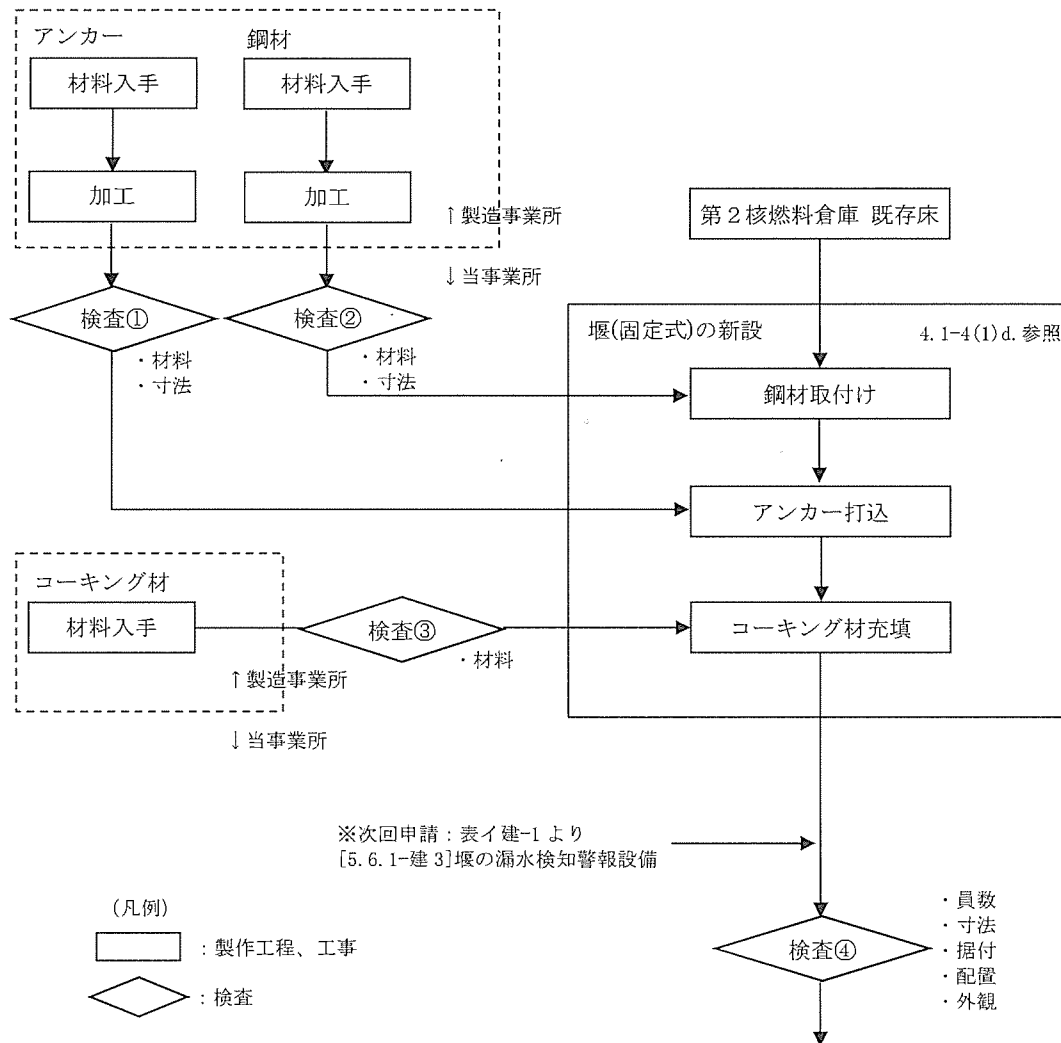 アンカー
鋼材
材料入手
材料入手
加工
加工
↑製造事業所
↓当事業所
第2核燃料倉庫 既存床
検査①
・材料
・寸法
検査②
・材料
・寸法
堰(固定式)の新設
4.1-4(1)d.参照
鋼材取付け
アンカー打込
コーキング材
材料入手
検査③
・材料
コーキング材充填
↑製造事業所
↓当事業所
※次回申請：表イ建-1より
[5.6.1-建3]堰の漏水検知警報設備
検査④
・員数
・寸法
・据付
・配置
・外観
(凡例)
：製作工程、工事
：検査